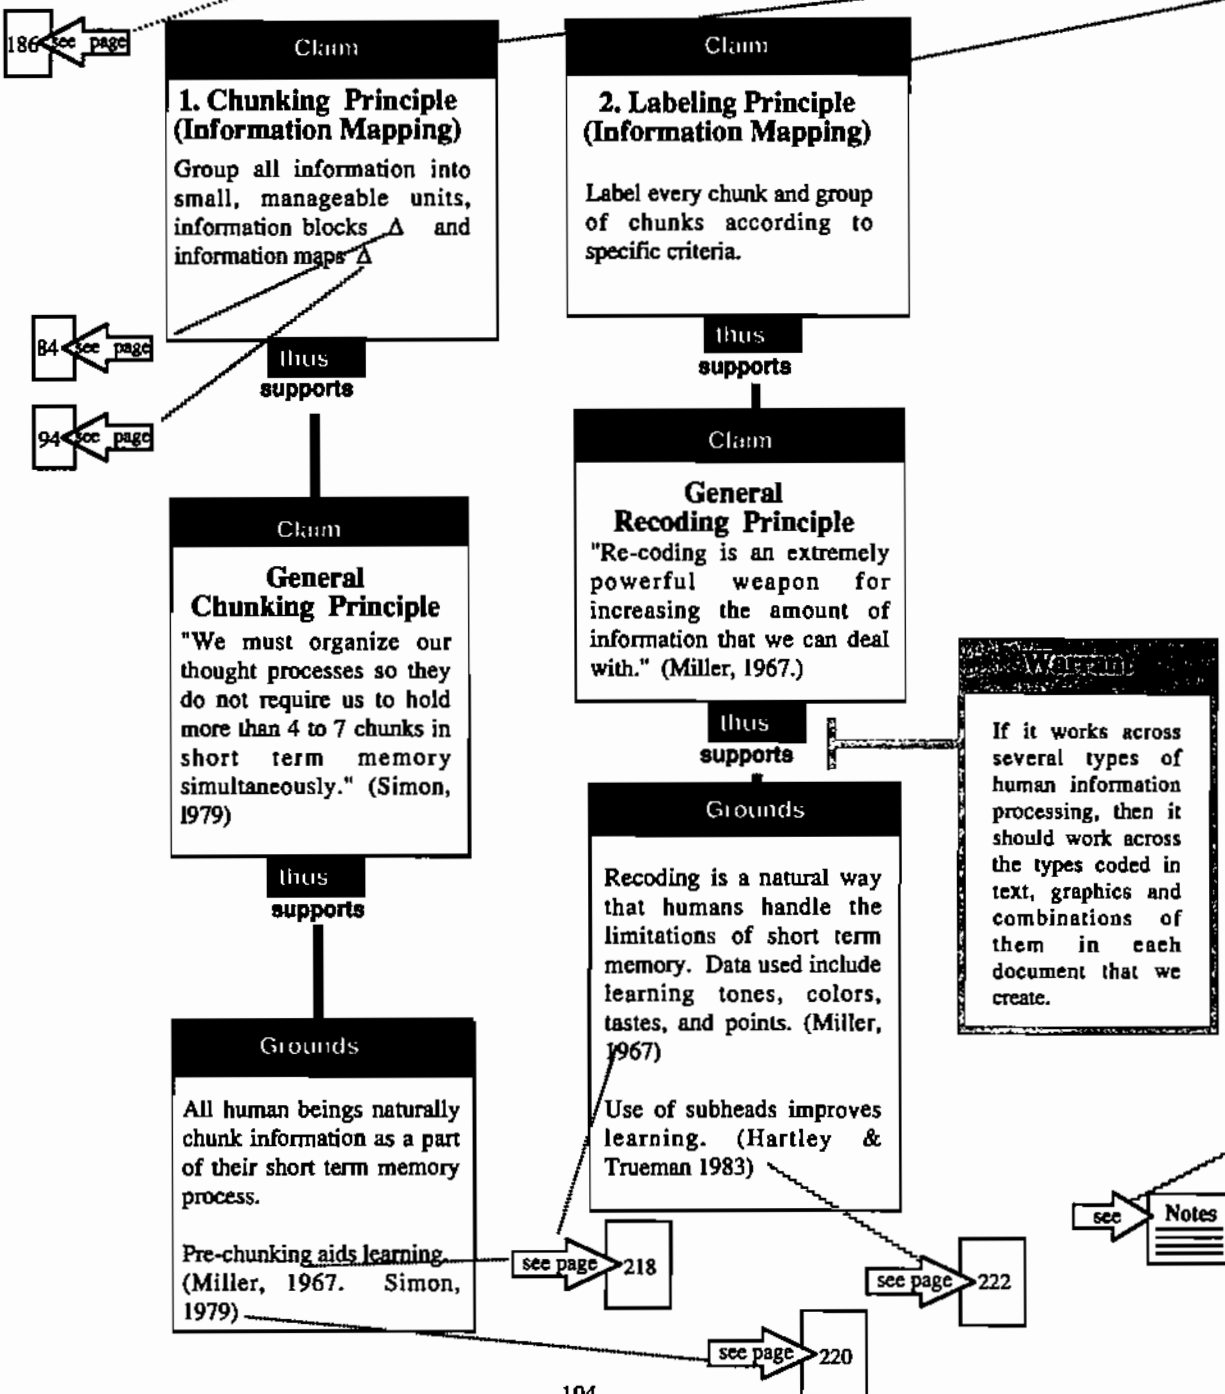 186 see page
Claim
1. Chunking Principle
(Information Mapping)
Group all information into
small, manageable units,
information blocks Δ and
information maps Δ
84 see page
94 see page
thus
supports
Claim
General
Chunking Principle
"We must organize our
thought processes so they
do not require us to hold
more than 4 to 7 chunks in
short term memory
simultaneously." (Simon,
1979)
thus
supports
Grounds
All human beings naturally
chunk information as a part
of their short term memory
process.
Pre-chunking aids learning
(Miller, 1967. Simon,
1979)
Claim
2. Labeling Principle
(Information Mapping)
Label every chunk and group
of chunks according to
specific criteria.
thus
supports
Claim
General
Recoding Principle
"Re-coding is an extremely
powerful weapon for
increasing the amount of
information that we can deal
with." (Miller, 1967.)
thus
supports
Grounds
Recoding is a natural way
that humans handle the
limitations of short term
memory. Data used include
learning tones, colors,
tastes, and points. (Miller,
1967)
Use of subheads improves
learning. (Hartley &
Trueman 1983)
Warrant
If it works across
several types of
human information
processing, then it
should work across
the types coded in
text, graphics and
combinations of
them in each
document that we
create.
see Notes
see page 218
see page 222
see page 220